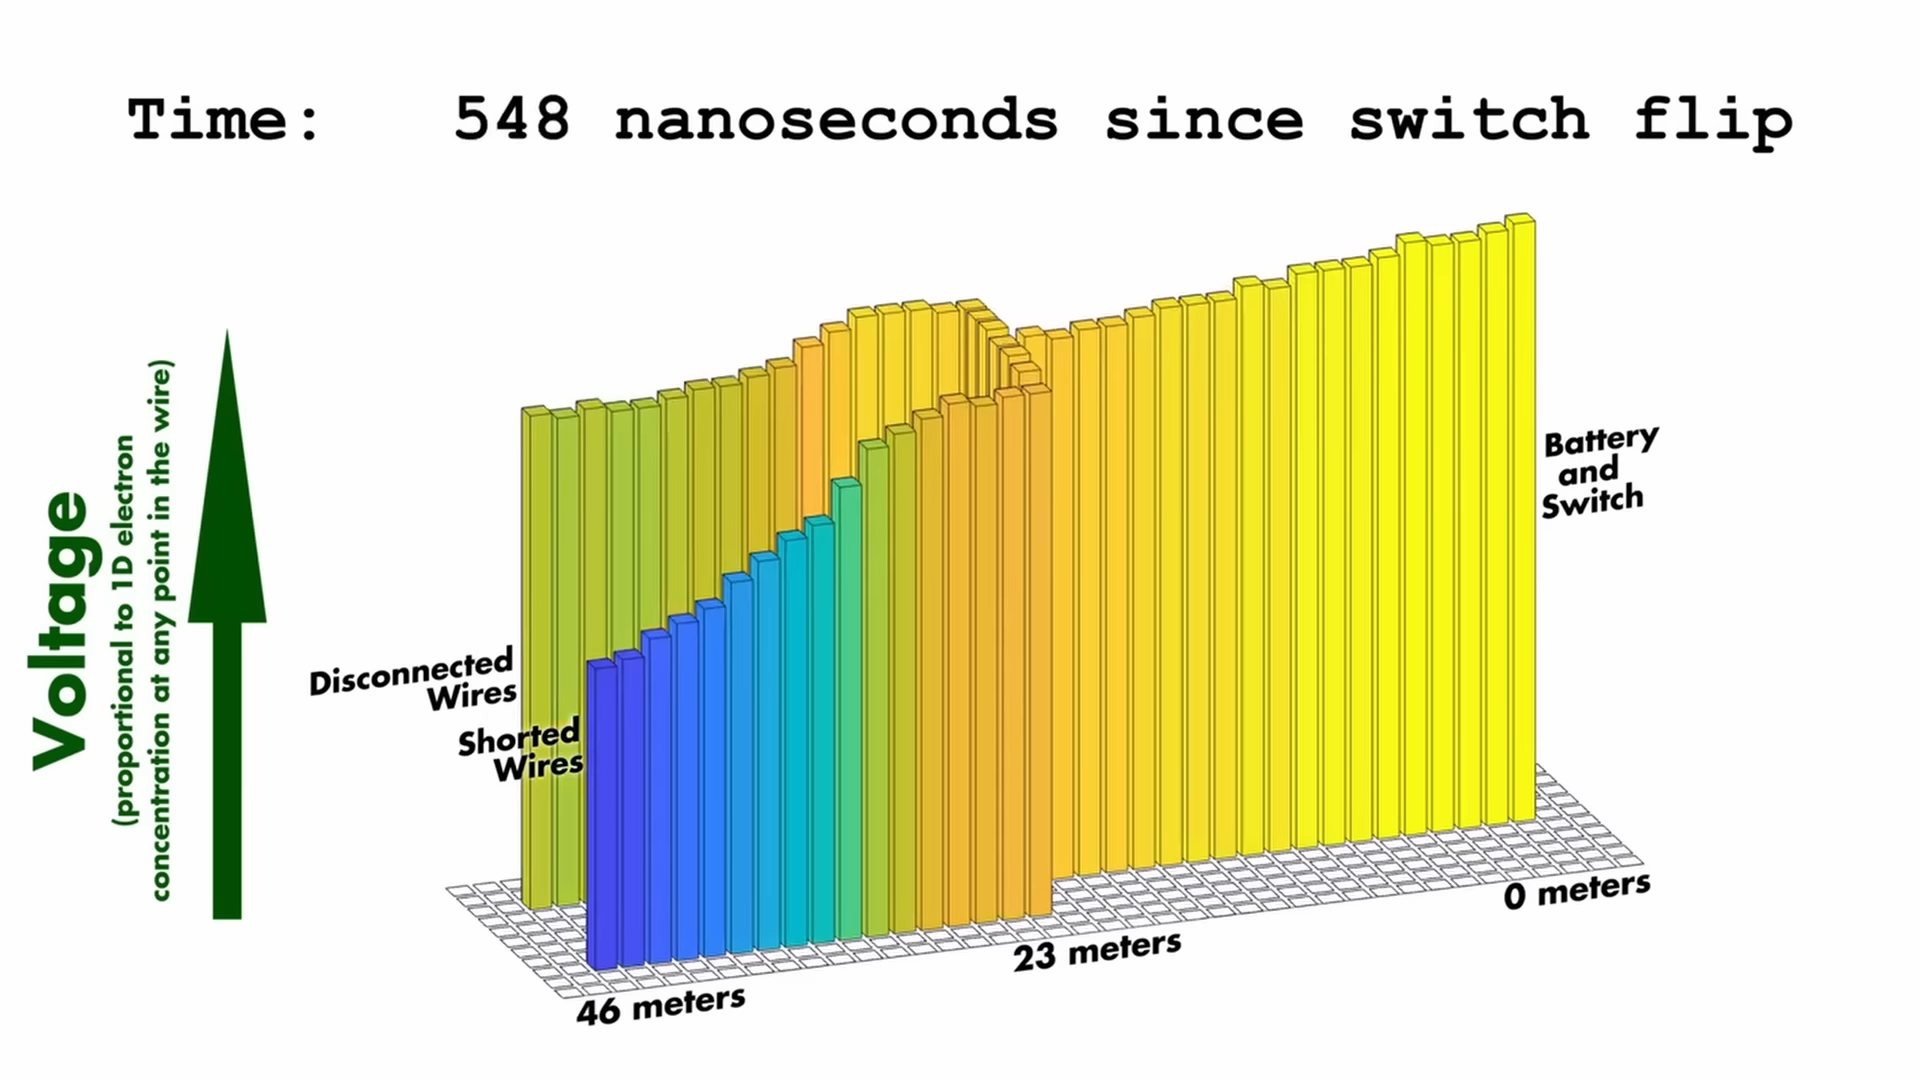 Time: 548 nanoseconds since switch flip
Voltage
(proportional to 1D electron
concentration at any point in the wire)
Disconnected
Wires
Shorted
Wires
Battery
and
Switch
0 meters
23 meters
46 meters